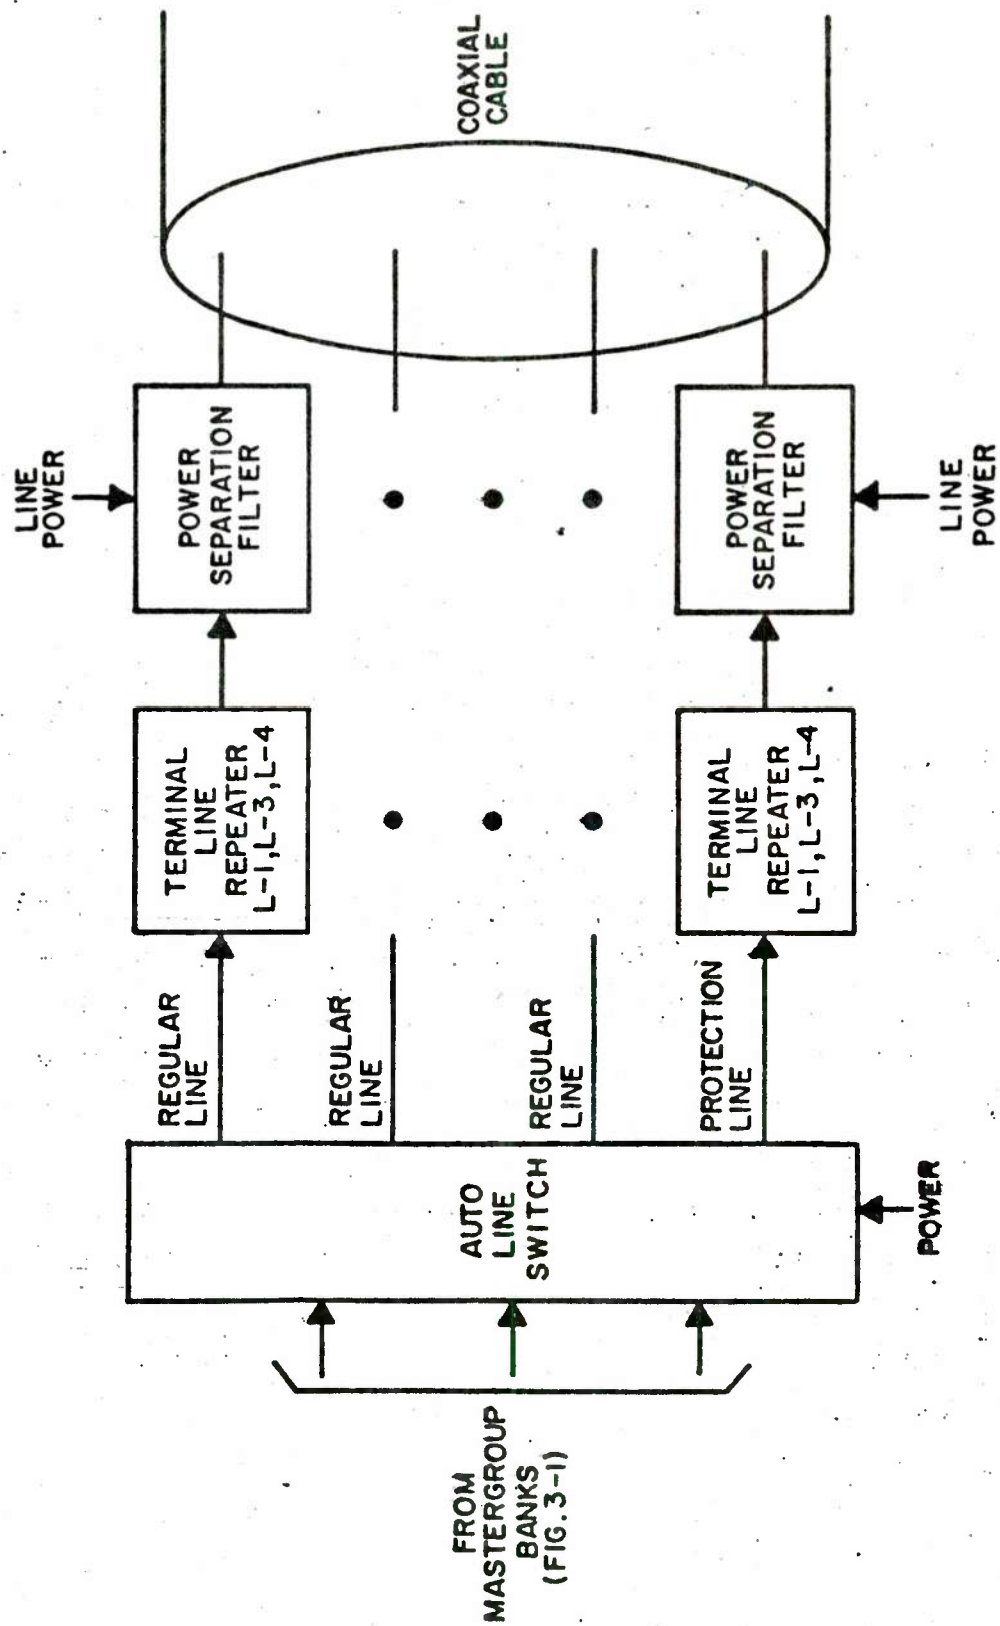 FROM
MASTERGROUP
BANKS
(FIG. 3-1)
AUTO
LINE
SWITCH
POWER
REGULAR
LINE
REGULAR
LINE
REGULAR
LINE
PROTECTION
LINE
TERMINAL
LINE
REPEATER
L-1, L-3, L-4
TERMINAL
LINE
REPEATER
L-1, L-3, L-4
LINE
POWER
POWER
SEPARATION
FILTER
POWER
SEPARATION
FILTER
LINE
POWER
COAXIAL
CABLE